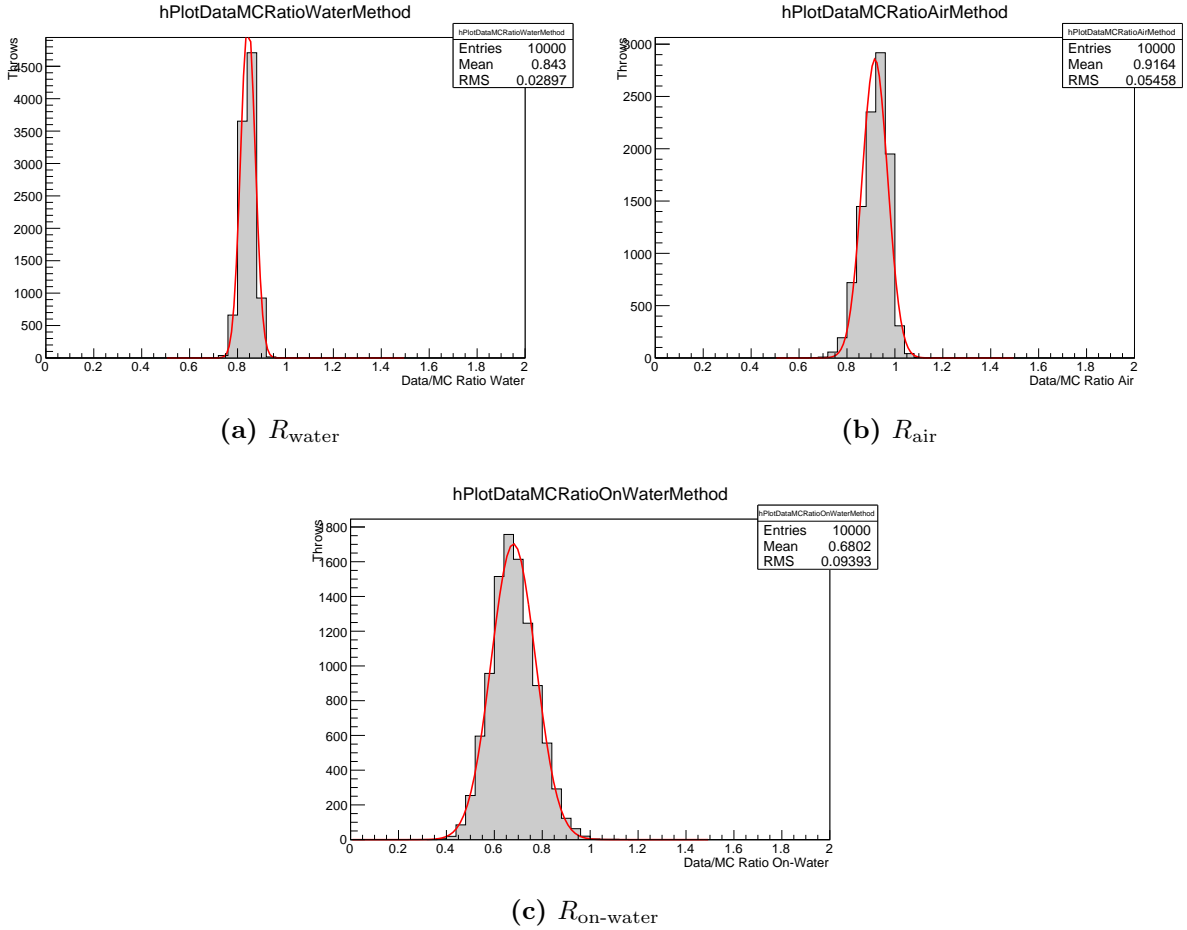 hPlotDataMCRatioWaterMethod
hPlotDataMCRatioWaterMethod
Entries 10000
Mean 0.843
RMS 0.02897
Throws
4500
4000
3500
3000
2500
2000
1500
1000
500
0
0 0.2 0.4 0.6 0.8 1 1.2 1.4 1.6 1.8 2
Data/MC Ratio Water
(a) R_water
hPlotDataMCRatioAirMethod
hPlotDataMCRatioAirMethod
Entries 10000
Mean 0.9164
RMS 0.05458
Throws
3000
2500
2000
1500
1000
500
0
0 0.2 0.4 0.6 0.8 1 1.2 1.4 1.6 1.8 2
Data/MC Ratio Air
(b) R_air
hPlotDataMCRatioOnWaterMethod
hPlotDataMCRatioOnWaterMethod
Entries 10000
Mean 0.6802
RMS 0.09393
Throws
1800
1600
1400
1200
1000
800
600
400
200
0
0 0.2 0.4 0.6 0.8 1 1.2 1.4 1.6 1.8 2
Data/MC Ratio On-Water
(c) R_on-water